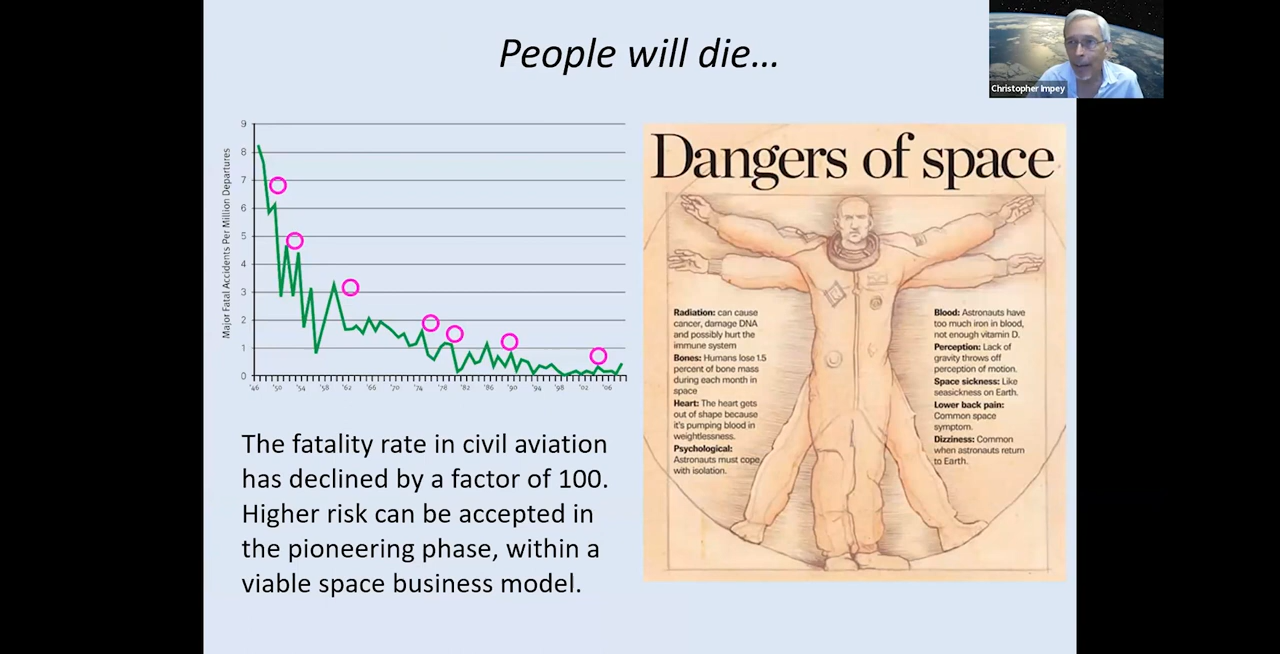 People will die...
Christopher Impey
Major Fatal Accidents Per Million Departures
9
8
7
6
5
4
3
2
1
0
'46 '50 '54 '58 '62 '66 '70 '74 '78 '82 '86 '90 '94 '98 '02 '06
The fatality rate in civil aviation
has declined by a factor of 100.
Higher risk can be accepted in
the pioneering phase, within a
viable space business model.
Dangers of space
Radiation: can cause
cancer, damage DNA
and possibly hurt the
immune system
Bones: Humans lose 1.5
percent of bone mass
during each month in
space
Heart: The heart gets
out of shape because
it's pumping blood in
weightlessness.
Psychological:
Astronauts must cope
with isolation.
Blood: Astronauts have
too much iron in blood,
not enough vitamin D.
Perception: Lack of
gravity throws off
perception of motion.
Space sickness: Like
seasickness on Earth.
Lower back pain:
Common space
symptom.
Dizziness: Common
when astronauts return
to Earth.